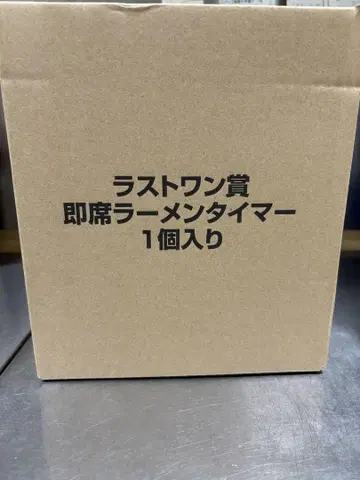 ラストワン賞
即席ラーメンタイマー
1個入り